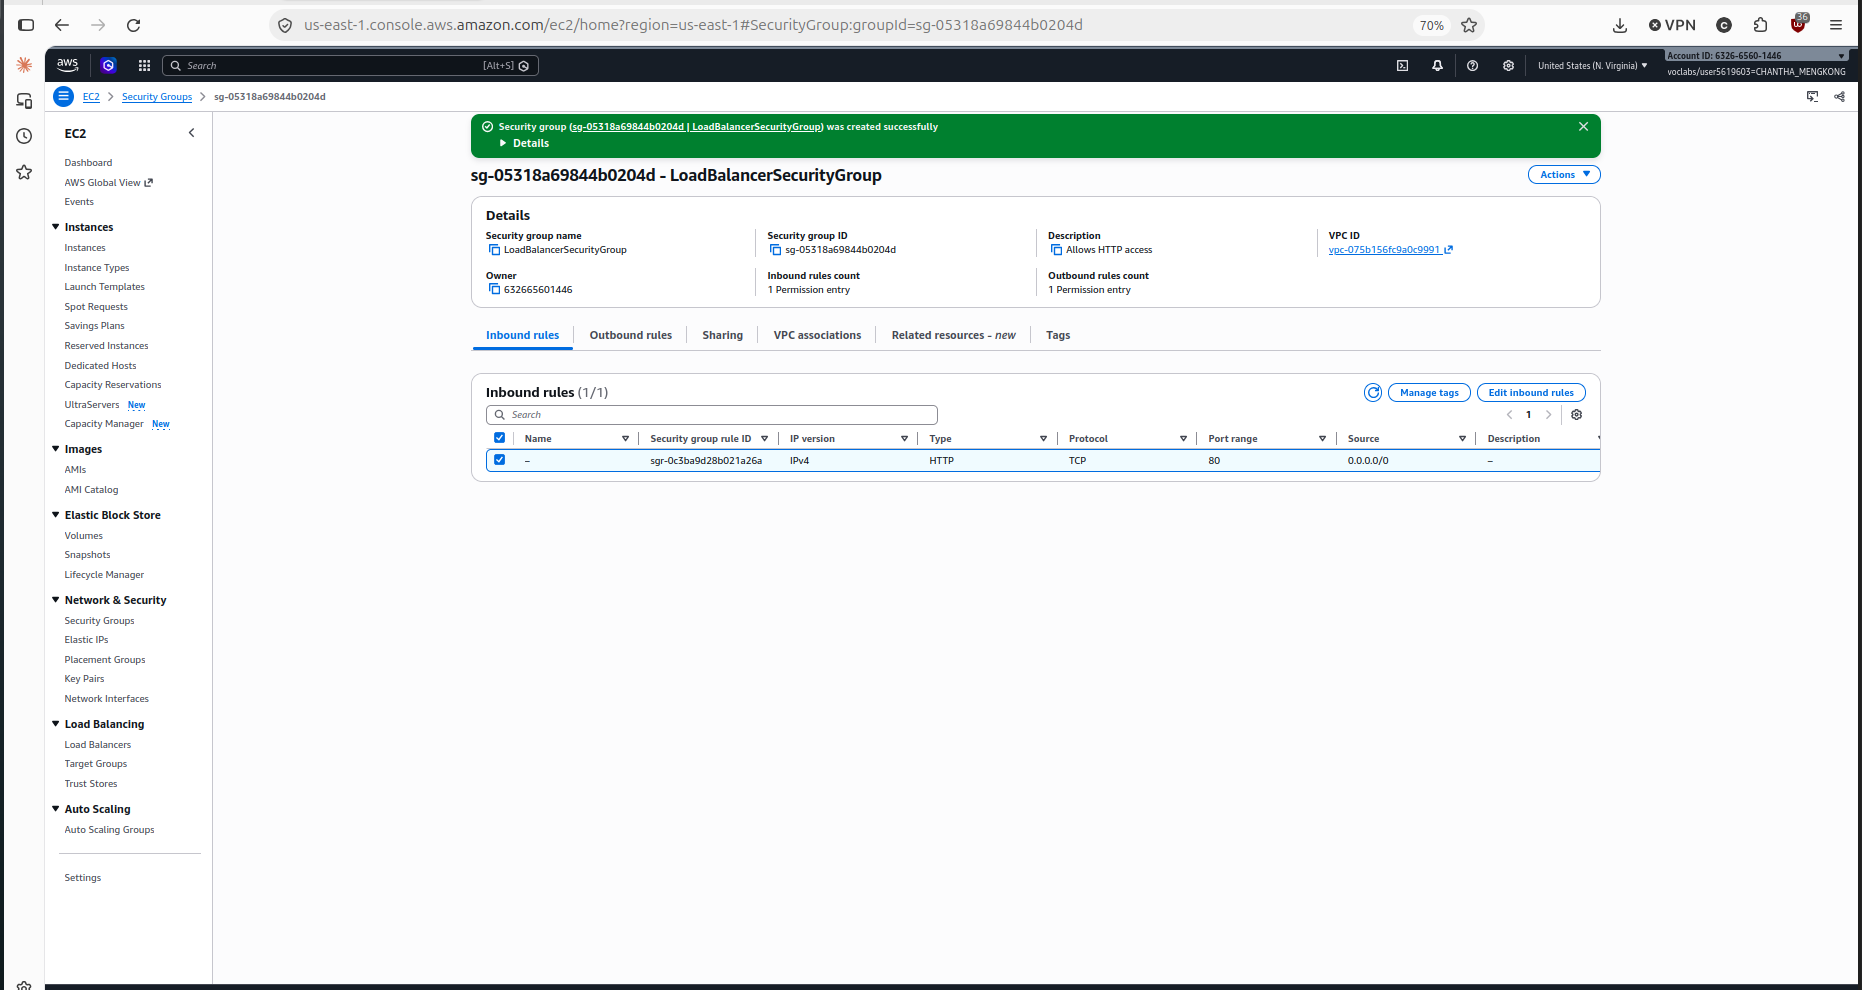 us-east-1.console.aws.amazon.com/ec2/home?region=us-east-1#SecurityGroup:groupId=sg-05318a69844b0204d
70%
VPN
C
36
aws
Search
[Alt+S]
United States (N. Virginia)
Account ID: 6326-6560-1446
voclabs/user5619603=CHANTHA_MENGKONG
EC2
Security Groups
sg-05318a69844b0204d
EC2
Dashboard
AWS Global View
Events
Instances
Instances
Instance Types
Launch Templates
Spot Requests
Savings Plans
Reserved Instances
Dedicated Hosts
Capacity Reservations
UltraServers New
Capacity Manager New
Images
AMIs
AMI Catalog
Elastic Block Store
Volumes
Snapshots
Lifecycle Manager
Network & Security
Security Groups
Elastic IPs
Placement Groups
Key Pairs
Network Interfaces
Load Balancing
Load Balancers
Target Groups
Trust Stores
Auto Scaling
Auto Scaling Groups
Settings
Security group (sg-05318a69844b0204d | LoadBalancerSecurityGroup) was created successfully
Details
sg-05318a69844b0204d - LoadBalancerSecurityGroup
Actions
Details
Security group name
LoadBalancerSecurityGroup
Security group ID
sg-05318a69844b0204d
Description
Allows HTTP access
VPC ID
vpc-075b156fc9a0c9991
Owner
632665601446
Inbound rules count
1 Permission entry
Outbound rules count
1 Permission entry
Inbound rules
Outbound rules
Sharing
VPC associations
Related resources - new
Tags
Inbound rules (1/1)
Manage tags
Edit inbound rules
Search
1
Name Security group rule ID IP version Type Protocol Port range Source Description
– sgr-0c3ba9d28b021a26a IPv4 HTTP TCP 80 0.0.0.0/0 –